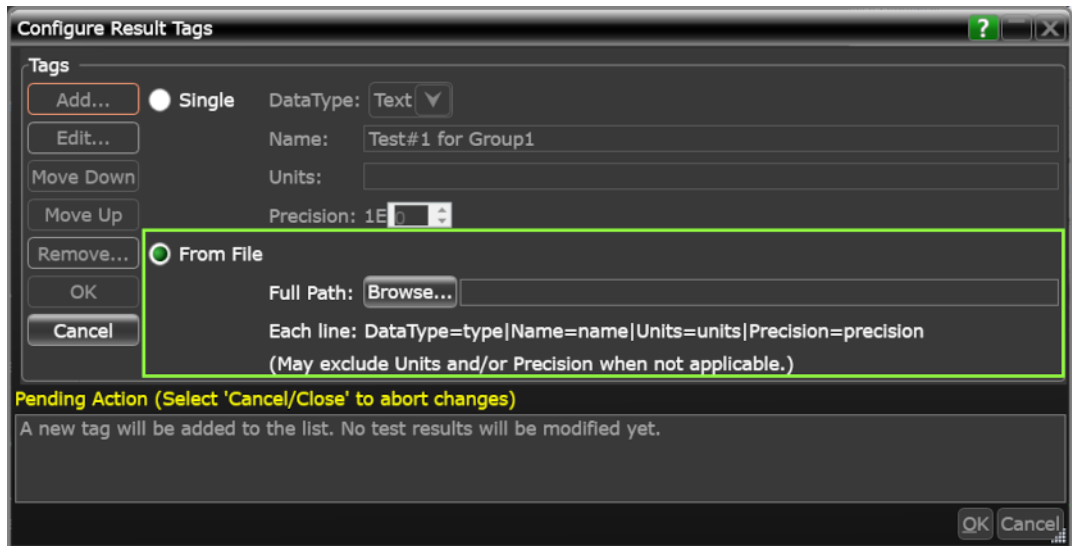 Configure Result Tags ?
Tags
Add... Single DataType: Text
Edit... Name: Test#1 for Group1
Move Down Units:
Move Up Precision: 1E 0
Remove... From File
OK Full Path: Browse...
Cancel Each line: DataType=type|Name=name|Units=units|Precision=precision
(May exclude Units and/or Precision when not applicable.)
Pending Action (Select 'Cancel/Close' to abort changes)
A new tag will be added to the list. No test results will be modified yet.
OK Cancel